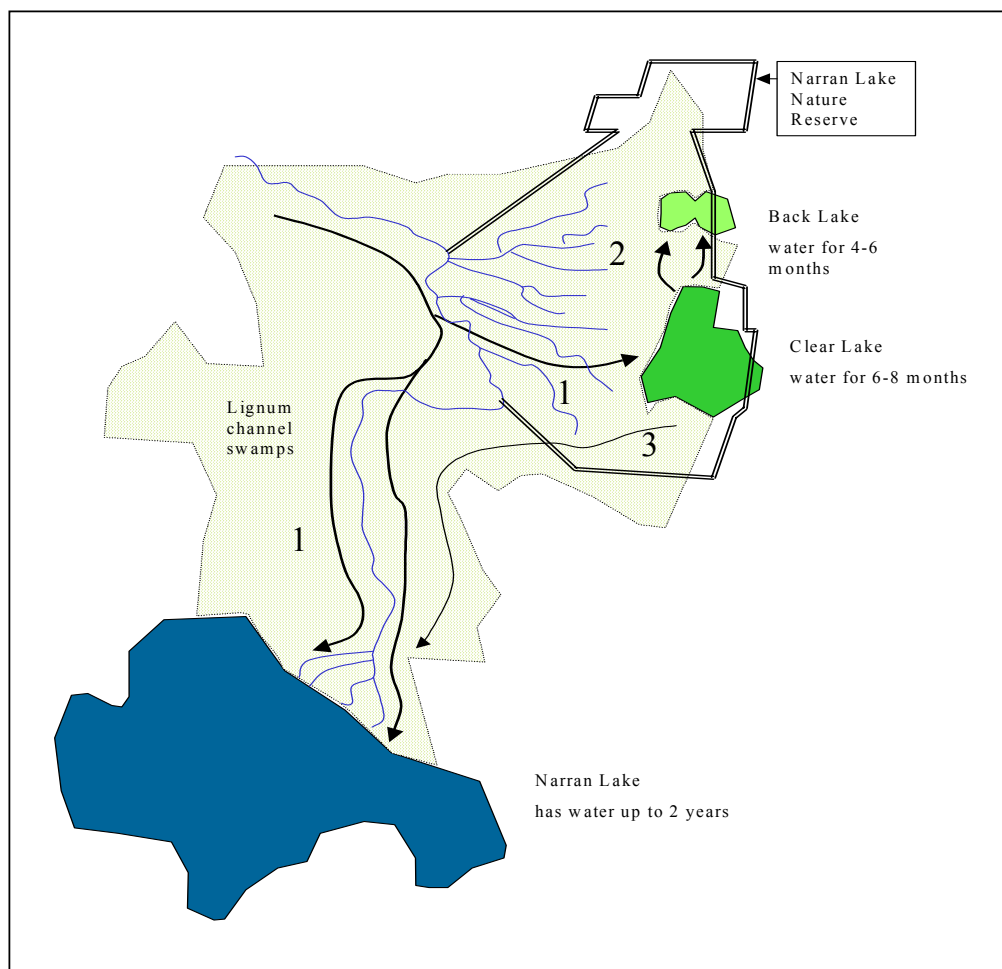 Narran Lake
Nature
Reserve
Back Lake
water for 4-6
months
2
Clear Lake
water for 6-8 months
1
Lignum
channel
swamps
3
1
Narran Lake
has water up to 2 years